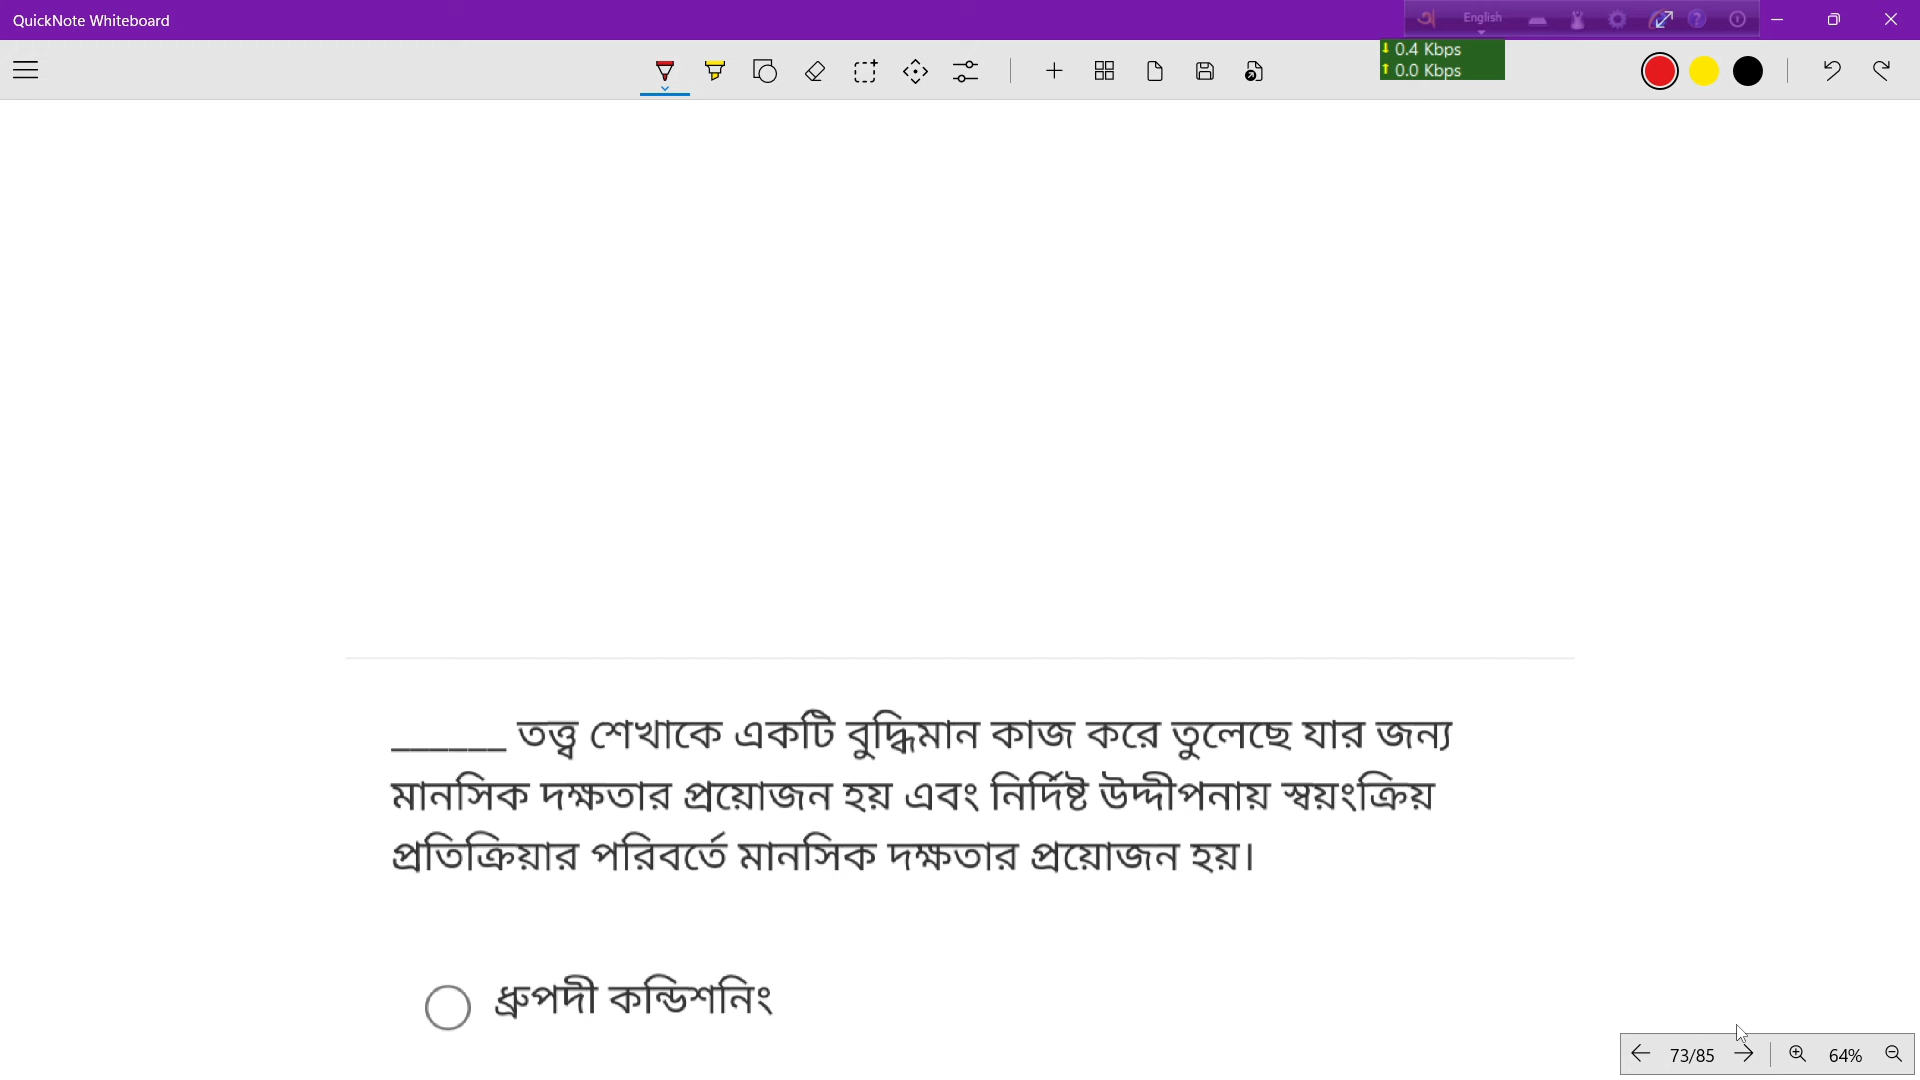 QuickNote Whiteboard
English
0.4 Kbps
0.0 Kbps
______ তত্ত্ব শেখাকে একটি বুদ্ধিমান কাজ করে তুলেছে যার জন্য
মানসিক দক্ষতার প্রয়োজন হয় এবং নির্দিষ্ট উদ্দীপনায় স্বয়ংক্রিয়
প্রতিক্রিয়ার পরিবর্তে মানসিক দক্ষতার প্রয়োজন হয়।
ধ্রুপদী কন্ডিশনিং
73/85
64%